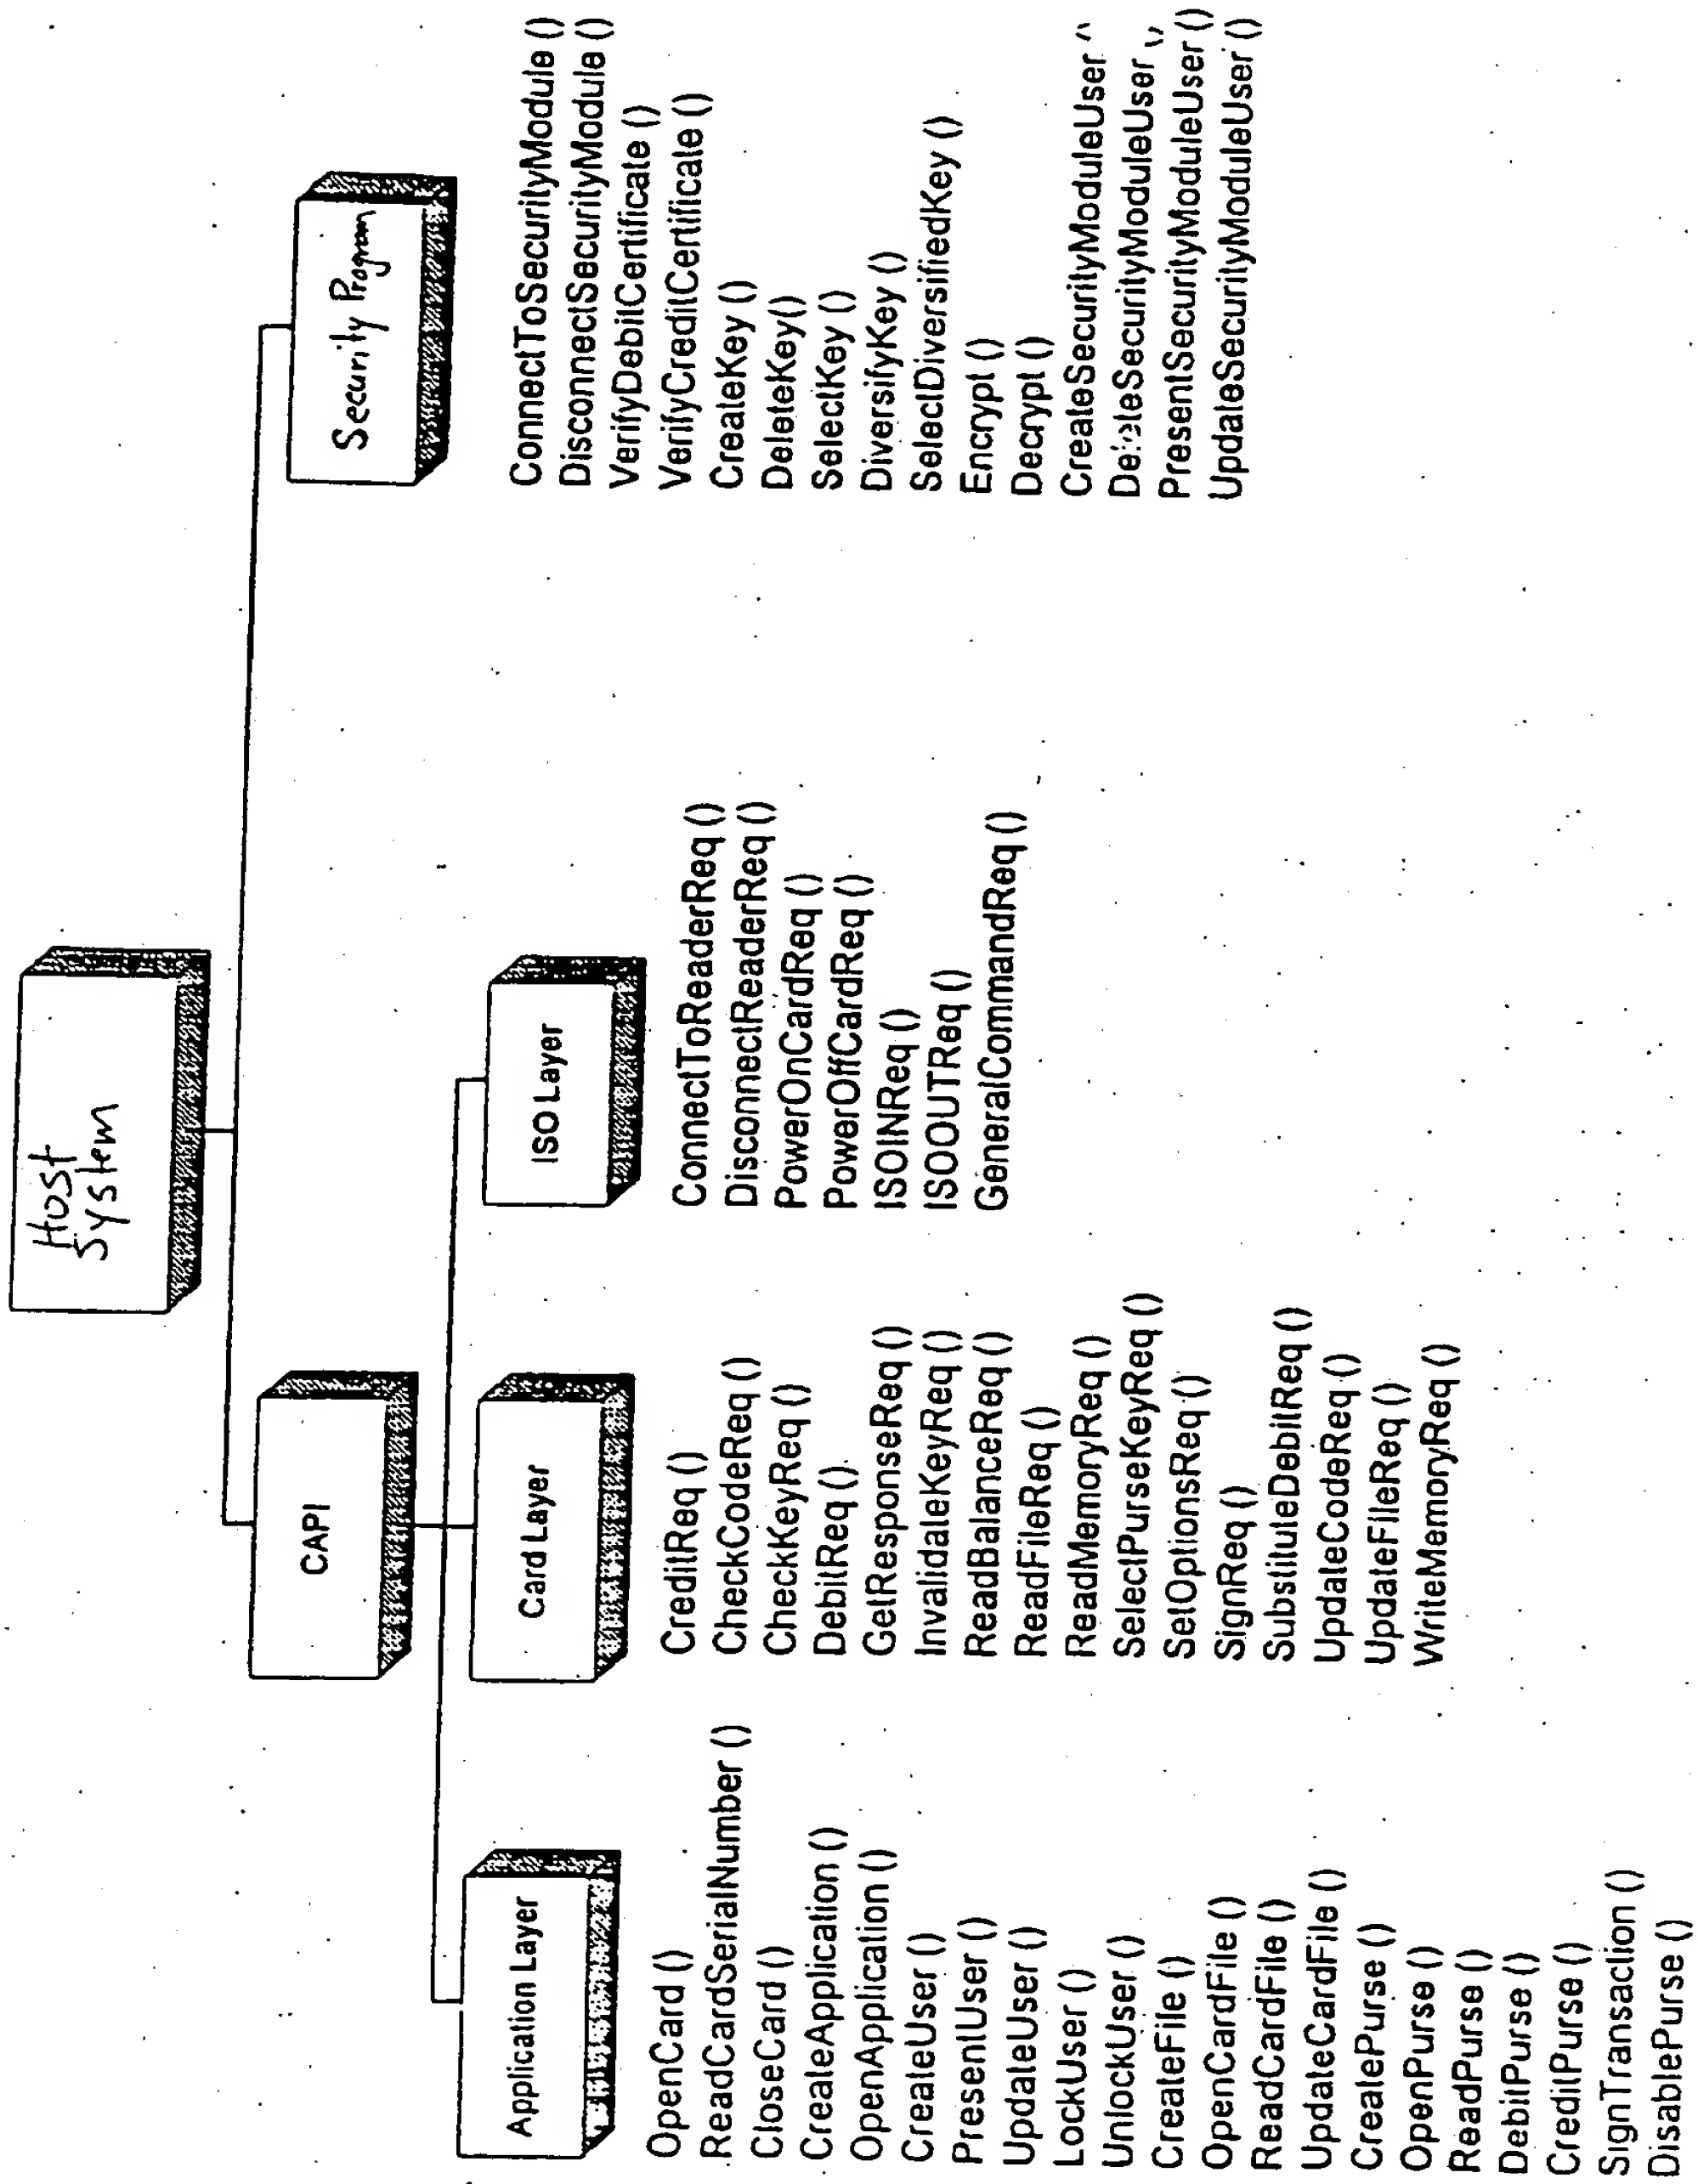 Host
System
CAPI
Security Program
Application Layer
Card Layer
ISO Layer
OpenCard ()
ReadCardSerialNumber ()
CloseCard ()
CreateApplication ()
OpenApplication ()
CreateUser ()
PresentUser ()
UpdateUser ()
LockUser ()
UnlockUser ()
CreateFile ()
OpenCardFile ()
ReadCardFile ()
UpdateCardFile ()
CreatePurse ()
OpenPurse ()
ReadPurse ()
DebitPurse ()
CreditPurse ()
SignTransaction ()
DisablePurse ()
CreditReq ()
CheckCodeReq ()
CheckKeyReq ()
DebitReq ()
GetResponseReq ()
InvalidateKeyReq ()
ReadBalanceReq ()
ReadFileReq ()
ReadMemoryReq ()
SelectPurseKeyReq ()
SetOptionsReq ()
SignReq ()
SubstituteDebitReq ()
UpdateCodeReq ()
UpdateFileReq ()
WriteMemoryReq ()
ConnectToReaderReq ()
DisconnectReaderReq ()
PowerOnCardReq ()
PowerOffCardReq ()
ISOINReq ()
ISOOUTReq ()
GeneralCommandReq ()
ConnectToSecurityModule ()
DisconnectSecurityModule ()
VerifyDebitCertificate ()
VerifyCreditCertificate ()
CreateKey ()
DeleteKey()
SelectKey ()
DiversifyKey ()
SelectDiversifiedKey ()
Encrypt ()
Decrypt ()
CreateSecurityModuleUser ()
DeleteSecurityModuleUser ()
PresentSecurityModuleUser ()
UpdateSecurityModuleUser ()